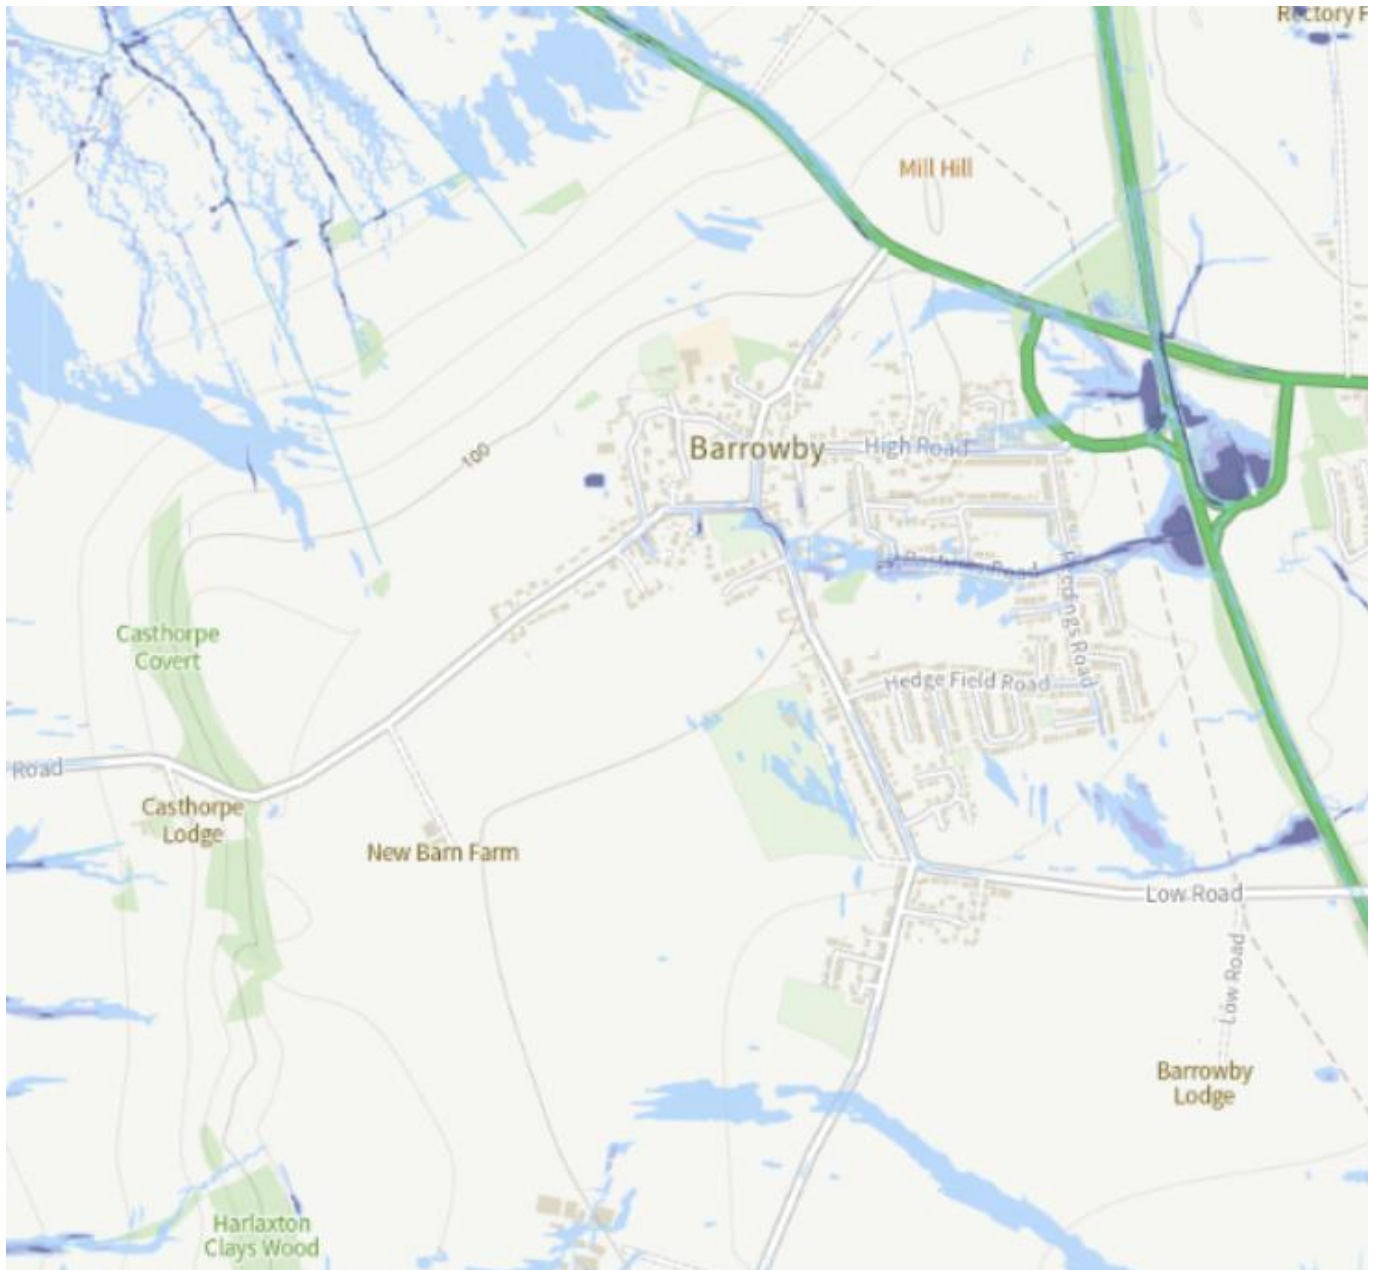 Rectory F
Mill Hill
Barrowby
High Road
100
Casthorpe
Covert
Reddings Road
Hedge Field Road
Road
Casthorpe
Lodge
New Barn Farm
Low Road
Low Road
Barrowby
Lodge
Harlaxton
Clays Wood